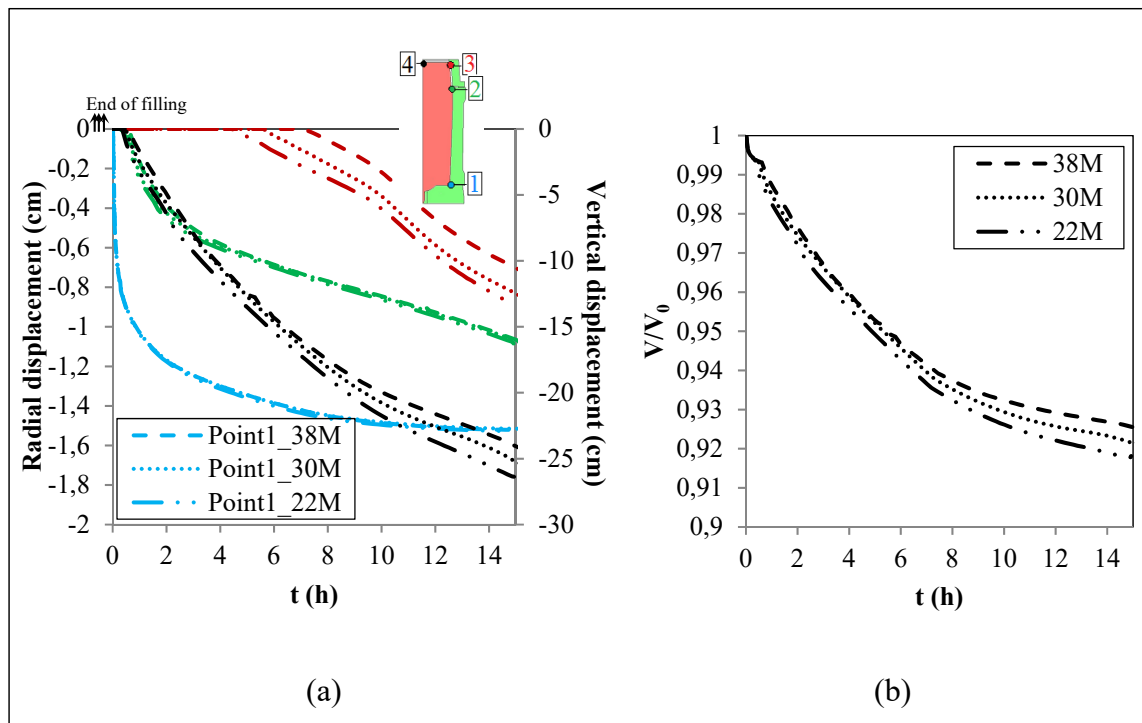 4
3
2
1
End of filling
0
-0,2
-0,4
-0,6
-0,8
-1
-1,2
-1,4
-1,6
-1,8
-2
Radial displacement (cm)
0
-5
-10
-15
-20
-25
-30
Vertical displacement (cm)
Point1_38M
Point1_30M
Point1_22M
0 2 4 6 8 10 12 14
t (h)
(a)
1
0,99
0,98
0,97
0,96
0,95
0,94
0,93
0,92
0,91
0,9
V/V0
38M
30M
22M
0 2 4 6 8 10 12 14
t (h)
(b)